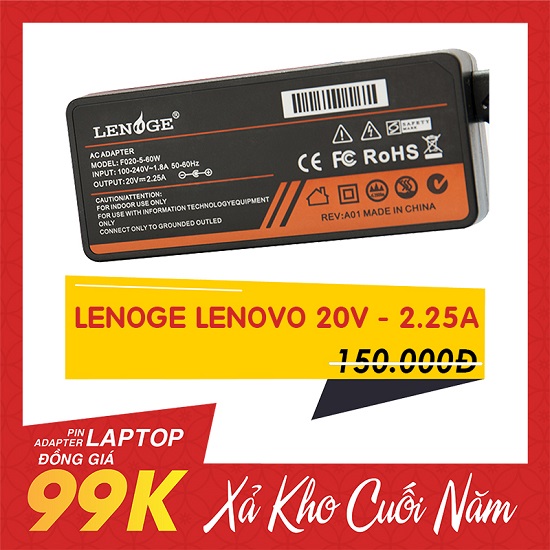 LENOGE®
AC ADAPTER
MODEL: F020-5-60W
INPUT: 100-240V~1.8A 50-60Hz
OUTPUT: 20V⎓2.25A
CAUTION/ATTENTION:
FOR INDOOR USE ONLY
FOR USE WITH INFORMATION TECHNOLOGYEQUIPMENT
ONLY
CONNECT ONLY TO GROUNDED OUTLED
SAFETY
MARK
CE FC RoHS
REV:A01 MADE IN CHINA
LENOGE LENOVO 20V - 2.25A
150.000Đ
PIN
ADAPTER LAPTOP
ĐỒNG GIÁ
99K
Xả Kho Cuối Năm